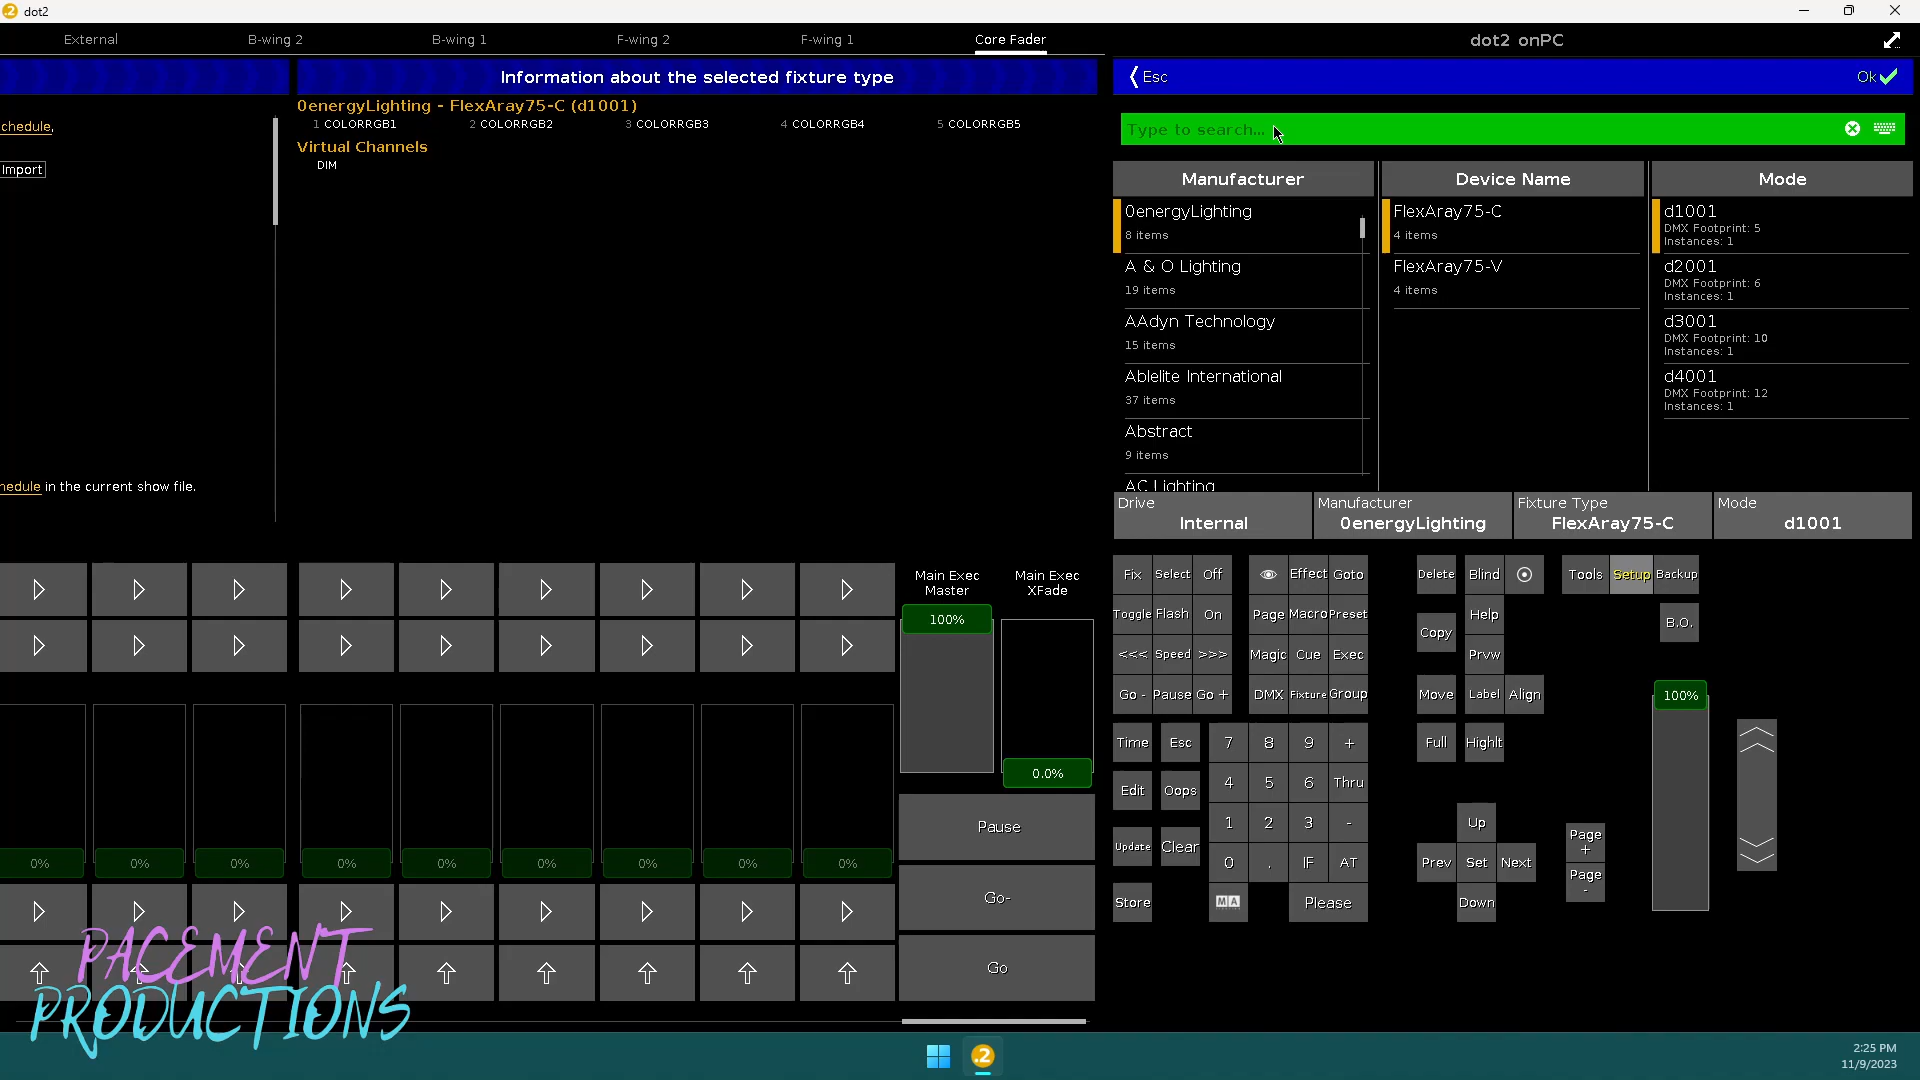 dot2
External B-wing 2 B-wing 1 F-wing 2 F-wing 1 Core Fader
dot2 onPC
Information about the selected fixture type
Esc
Ok
chedule,
Import
hedule in the current show file.
0energyLighting - FlexAray75-C (d1001)
1 COLORRGB1 2 COLORRGB2 3 COLORRGB3 4 COLORRGB4 5 COLORRGB5
Virtual Channels
DIM
Type to search...
Manufacturer
0energyLighting
8 items
A & O Lighting
19 items
AAdyn Technology
15 items
Ablelite International
37 items
Abstract
9 items
AC Lighting
Device Name
FlexAray75-C
4 items
FlexAray75-V
4 items
Mode
d1001
DMX Footprint: 5
Instances: 1
d2001
DMX Footprint: 6
Instances: 1
d3001
DMX Footprint: 10
Instances: 1
d4001
DMX Footprint: 12
Instances: 1
Drive
Internal
Manufacturer
0energyLighting
Fixture Type
FlexAray75-C
Mode
d1001
Main Exec
Master
100%
Main Exec
XFade
0.0%
Pause
Go-
Go
0% 0% 0% 0% 0% 0% 0% 0% 0%
Fix Select Off Effect Goto Delete Blind Tools Setup Backup
Toggle Flash On Page Macro Preset Help B.O.
Copy
<<< Speed >>> Magic Cue Exec Prvw
Go - Pause Go + DMX Fixture Group Move Label Align
100%
Time Esc 7 8 9 + Full Highlt
Edit Oops 4 5 6 Thru
Update Clear 1 2 3 - Up
Page
+
0 . IF AT Prev Set Next
Page
-
Store MA Please Down
PACEMENT
PRODUCTIONS
.2
2:25 PM
11/9/2023